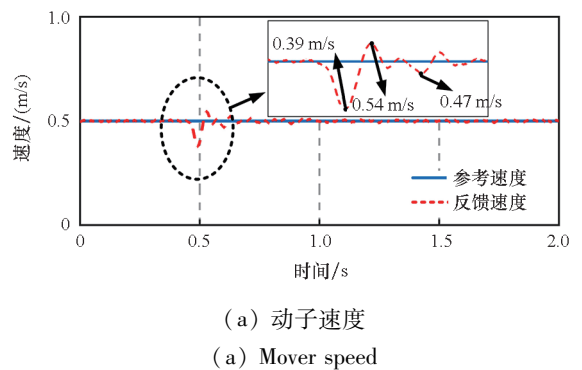 1.0
0.39 m/s
0.54 m/s
0.47 m/s
速度/(m/s)
0.5
参考速度
反馈速度
0
0 0.5 1.0 1.5 2.0
时间/s
(a) 动子速度
(a) Mover speed